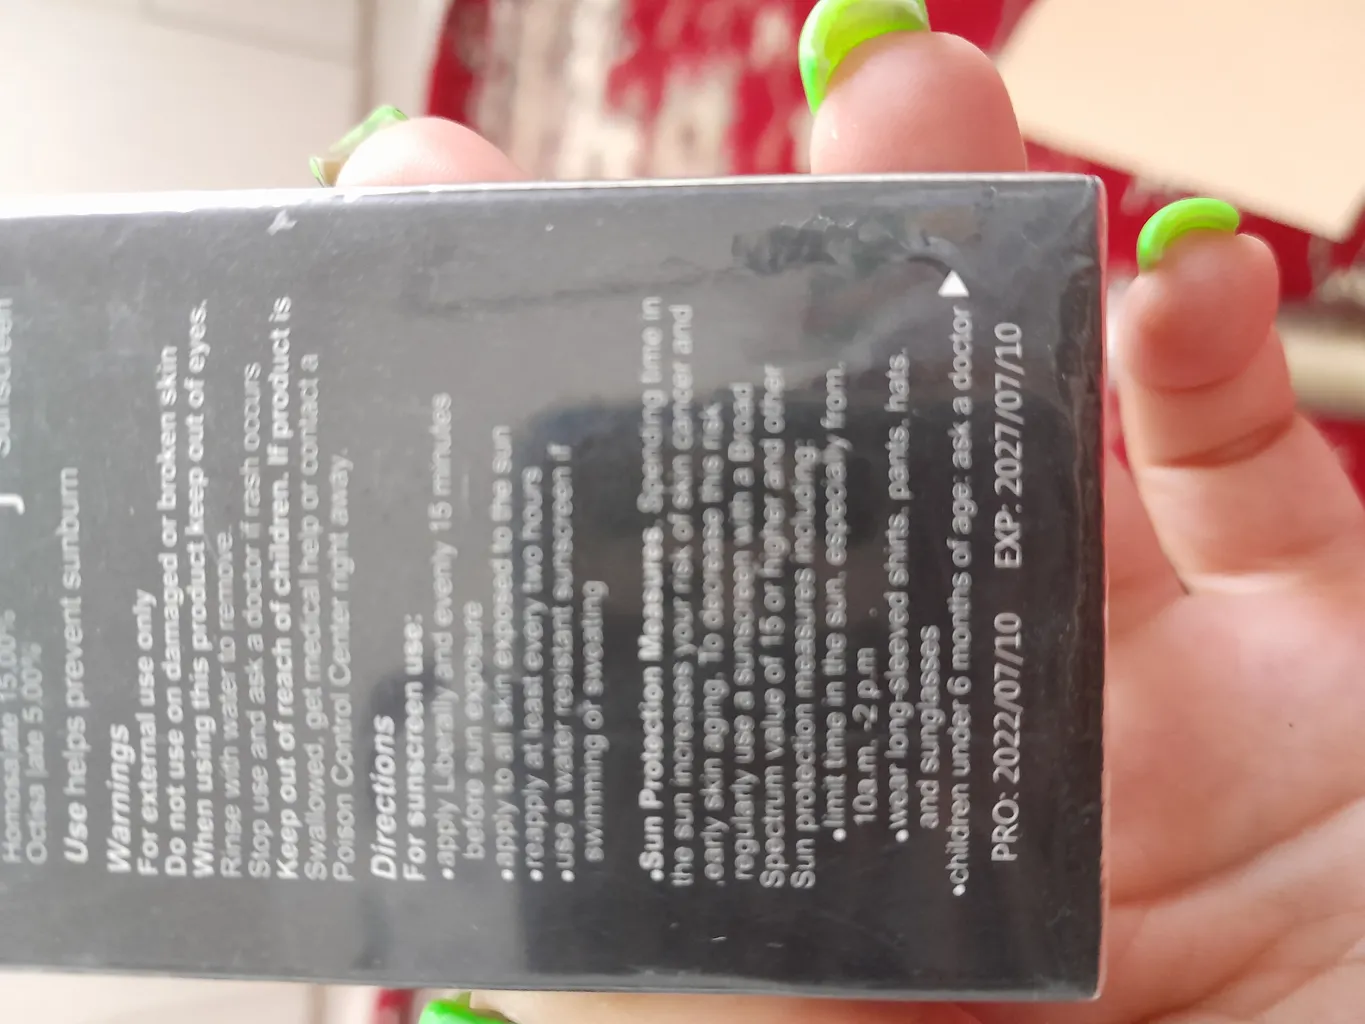 Homosalate 15.00% Sunscreen
Octisa late 5.00%
Use helps prevent sunburn
Warnings
For external use only
Do not use on damaged or broken skin
When using this product keep out of eyes.
Rinse with water to remove.
Stop use and ask a doctor if rash occurs
Keep out of reach of children. If product is
Swallowed, get medical help or contact a
Poison Control Center right away.
Directions
For sunscreen use:
•apply Liberally and evenly 15 minutes
before sun exposure
•apply to all skin exposed to the sun
•reapply at least every two hours
•use a water resistant sunscreen if
swimming or sweating
•Sun Protection Measures. Spending time in
the sun increases your risk of skin cancer and
.early skin aging. To decrease this risk
regularly use a sunscreen with a Broad
Spectrum value of 15 or higher and other
Sun protection measures including:
•limit time in the sun, especially from.
10a.m. -2 p.m
•wear long-sleeved shirts, pants, hats.
and sunglasses
•children under 6 months of age: ask a doctor
PRO: 2022/07/10 EXP: 2027/07/10